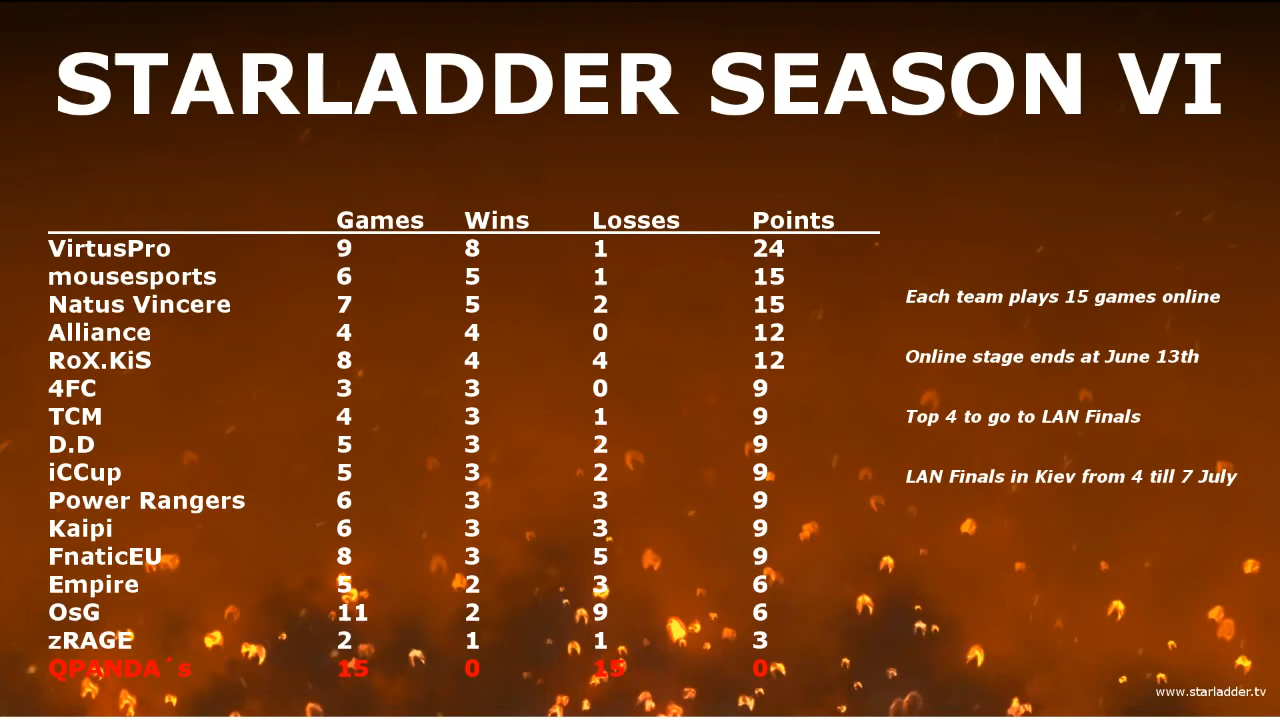 STARLADDER SEASON VI
Games Wins Losses Points
VirtusPro 9 8 1 24
mousesports 6 5 1 15
Natus Vincere 7 5 2 15
Alliance 4 4 0 12
RoX.KiS 8 4 4 12
4FC 3 3 0 9
TCM 4 3 1 9
D.D 5 3 2 9
iCCup 5 3 2 9
Power Rangers 6 3 3 9
Kaipi 6 3 3 9
FnaticEU 8 3 5 9
Empire 5 2 3 6
OsG 11 2 9 6
zRAGE 2 1 1 3
QPANDA´s 15 0 15 0
Each team plays 15 games online
Online stage ends at June 13th
Top 4 to go to LAN Finals
LAN Finals in Kiev from 4 till 7 July
www.starladder.tv